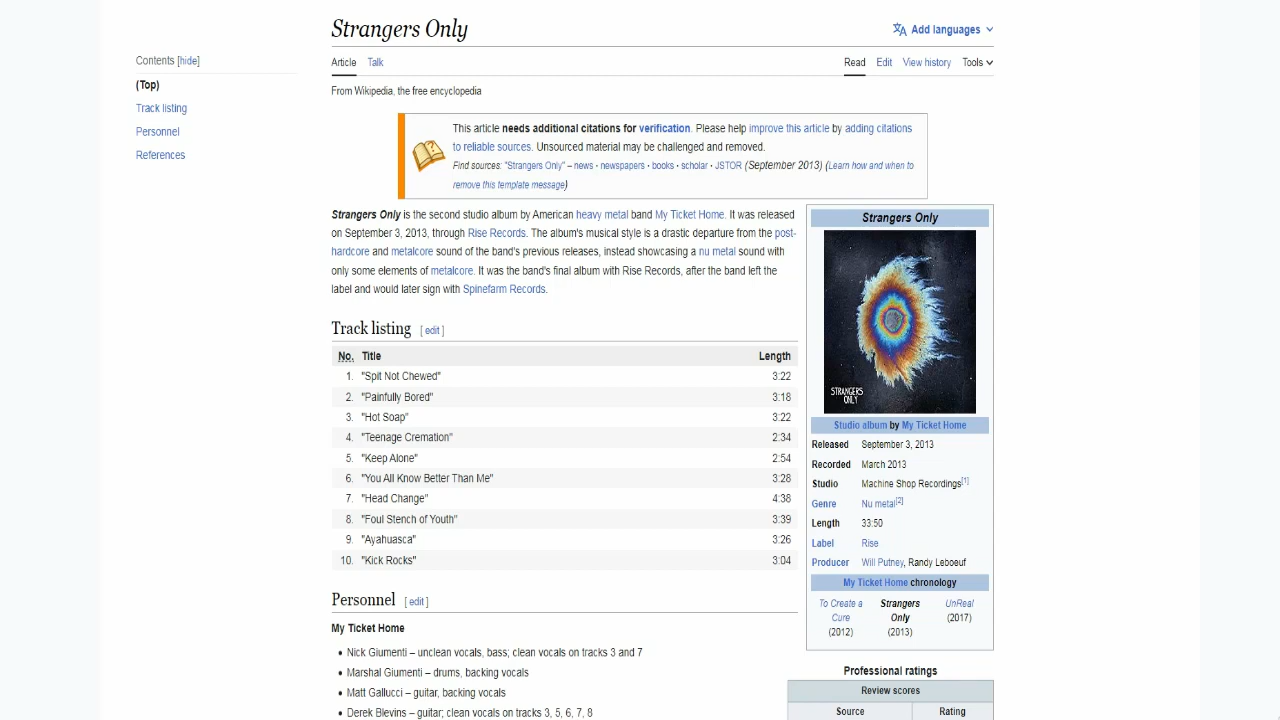 Strangers Only
Add languages
Contents [hide]
(Top)
Track listing
Personnel
References
Article Talk
Read Edit View history Tools
From Wikipedia, the free encyclopedia
This article needs additional citations for verification. Please help improve this article by adding citations
to reliable sources. Unsourced material may be challenged and removed.
Find sources: "Strangers Only" – news · newspapers · books · scholar · JSTOR (September 2013) (Learn how and when to
remove this template message)
Strangers Only is the second studio album by American heavy metal band My Ticket Home. It was released
on September 3, 2013, through Rise Records. The album's musical style is a drastic departure from the post-
hardcore and metalcore sound of the band's previous releases, instead showcasing a nu metal sound with
only some elements of metalcore. It was the band's final album with Rise Records, after the band left the
label and would later sign with Spinefarm Records.
Track listing [ edit ]
No. Title Length
1. "Spit Not Chewed" 3:22
2. "Painfully Bored" 3:18
3. "Hot Soap" 3:22
4. "Teenage Cremation" 2:34
5. "Keep Alone" 2:54
6. "You All Know Better Than Me" 3:28
7. "Head Change" 4:38
8. "Foul Stench of Youth" 3:39
9. "Ayahuasca" 3:26
10. "Kick Rocks" 3:04
Personnel [ edit ]
My Ticket Home
• Nick Giumenti – unclean vocals, bass; clean vocals on tracks 3 and 7
• Marshal Giumenti – drums, backing vocals
• Matt Gallucci – guitar, backing vocals
• Derek Blevins – guitar; clean vocals on tracks 3, 5, 6, 7, 8
Strangers Only
STRANGERS
ONLY
Studio album by My Ticket Home
Released September 3, 2013
Recorded March 2013
Studio Machine Shop Recordings[1]
Genre Nu metal[2]
Length 33:50
Label Rise
Producer Will Putney, Randy Leboeuf
My Ticket Home chronology
To Create a Strangers UnReal
Cure Only (2017)
(2012) (2013)
Professional ratings
Review scores
Source Rating